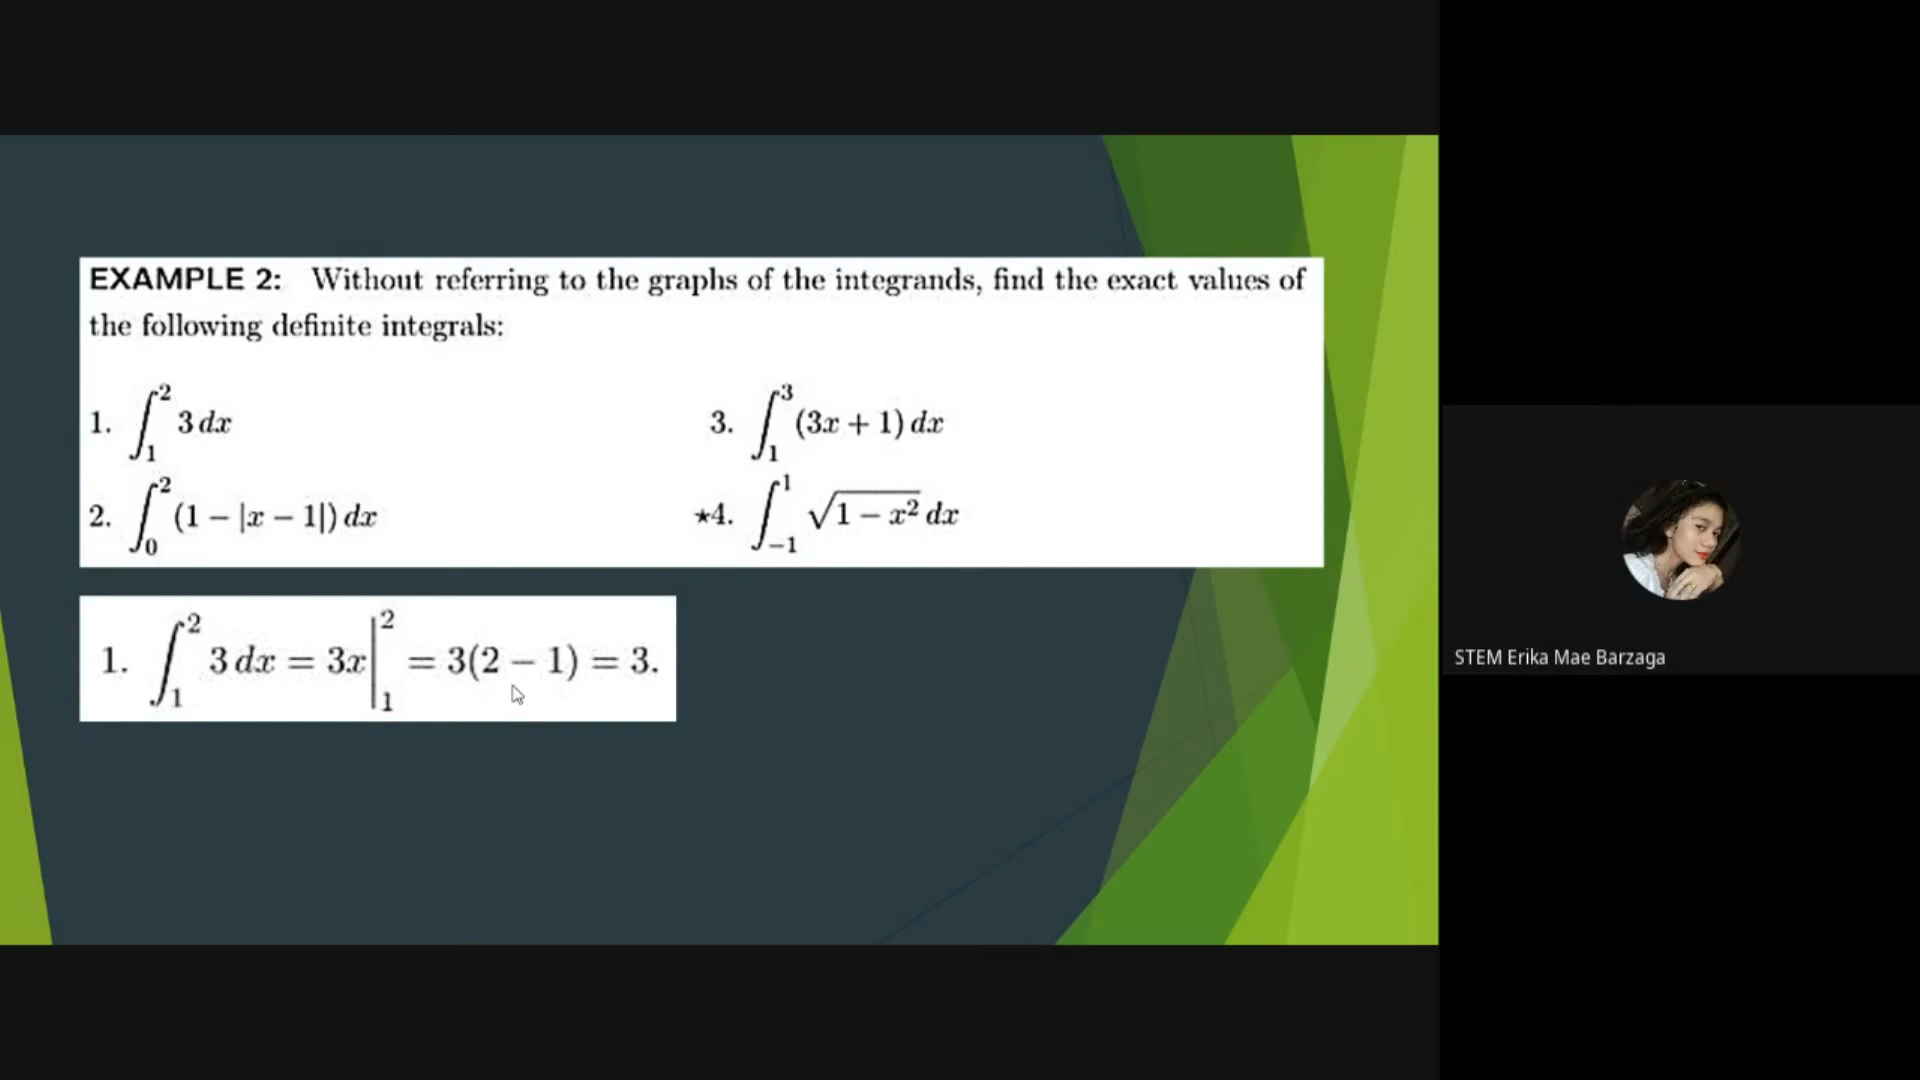 EXAMPLE 2: Without referring to the graphs of the integrands, find the exact values of
the following definite integrals:
1. ∫₁² 3 dx
3. ∫₁³ (3x + 1) dx
2. ∫₀² (1 − |x − 1|) dx
★4. ∫₋₁¹ √(1 − x²) dx
1. ∫₁² 3 dx = 3x|₁² = 3(2 − 1) = 3.
STEM Erika Mae Barzaga